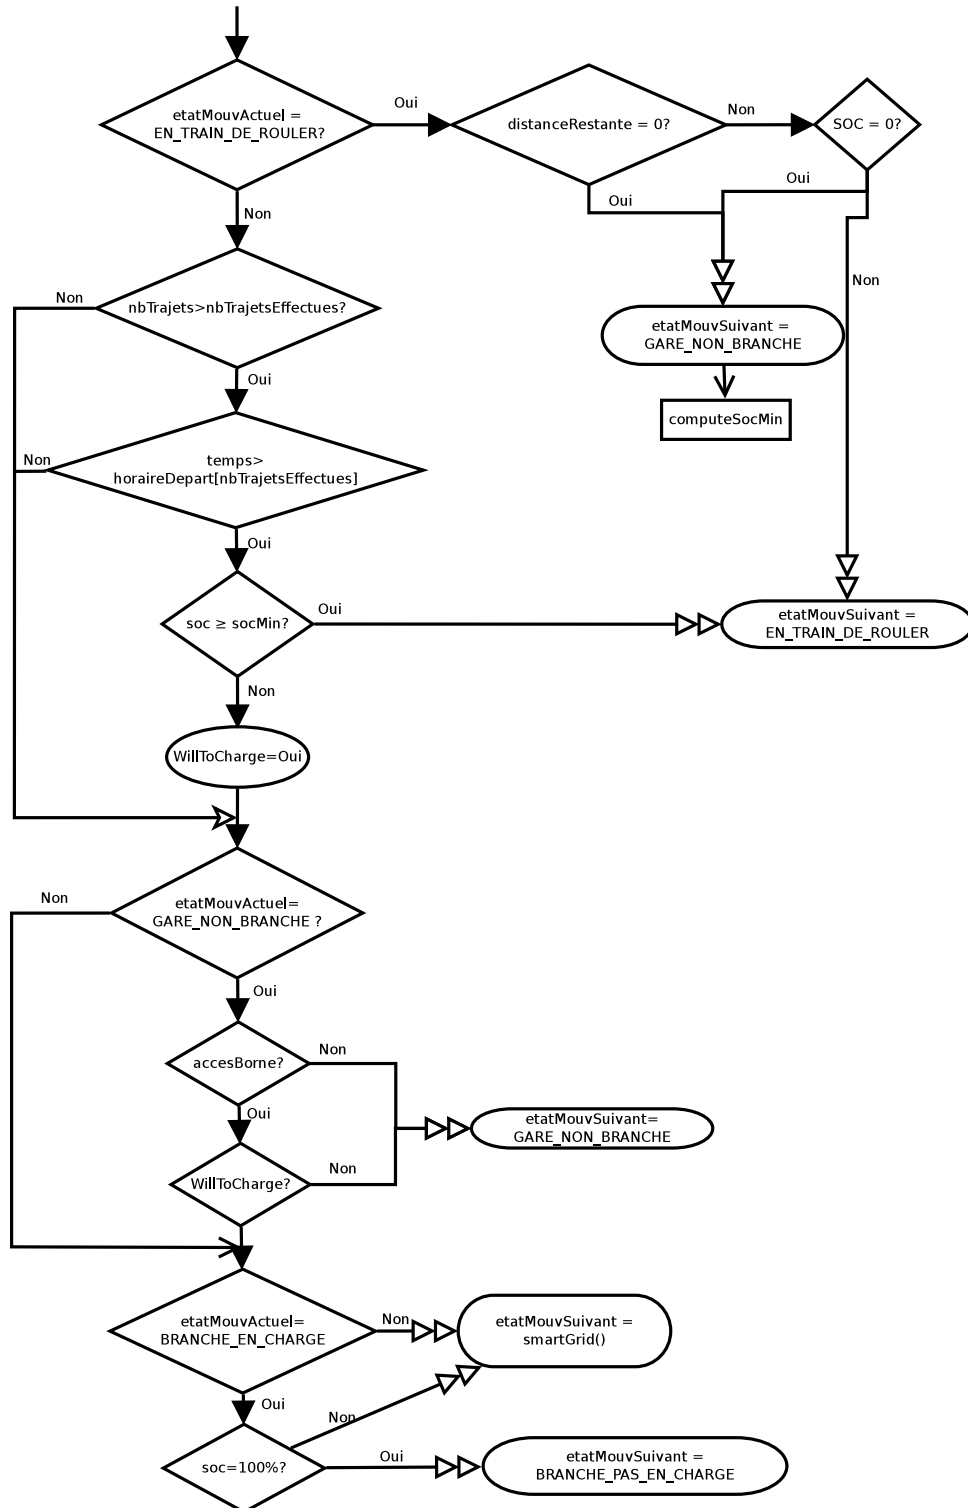 etatMouvActuel =
EN_TRAIN_DE_ROULER?
Oui
distanceRestante = 0?
Non
SOC = 0?
Oui
Oui
Non
Non
nbTrajets>nbTrajetsEffectues?
Non
etatMouvSuivant =
GARE_NON_BRANCHE
Oui
computeSocMin
temps>
horaireDepart[nbTrajetsEffectues]
Non
Oui
soc ≥ socMin?
Oui
etatMouvSuivant =
EN_TRAIN_DE_ROULER
Non
WillToCharge=Oui
etatMouvActuel=
GARE_NON_BRANCHE ?
Non
Oui
accesBorne?
Non
Oui
etatMouvSuivant=
GARE_NON_BRANCHE
WillToCharge?
Non
etatMouvActuel=
BRANCHE_EN_CHARGE
Non
etatMouvSuivant =
smartGrid()
Oui
Non
soc=100%?
Oui
etatMouvSuivant =
BRANCHE_PAS_EN_CHARGE